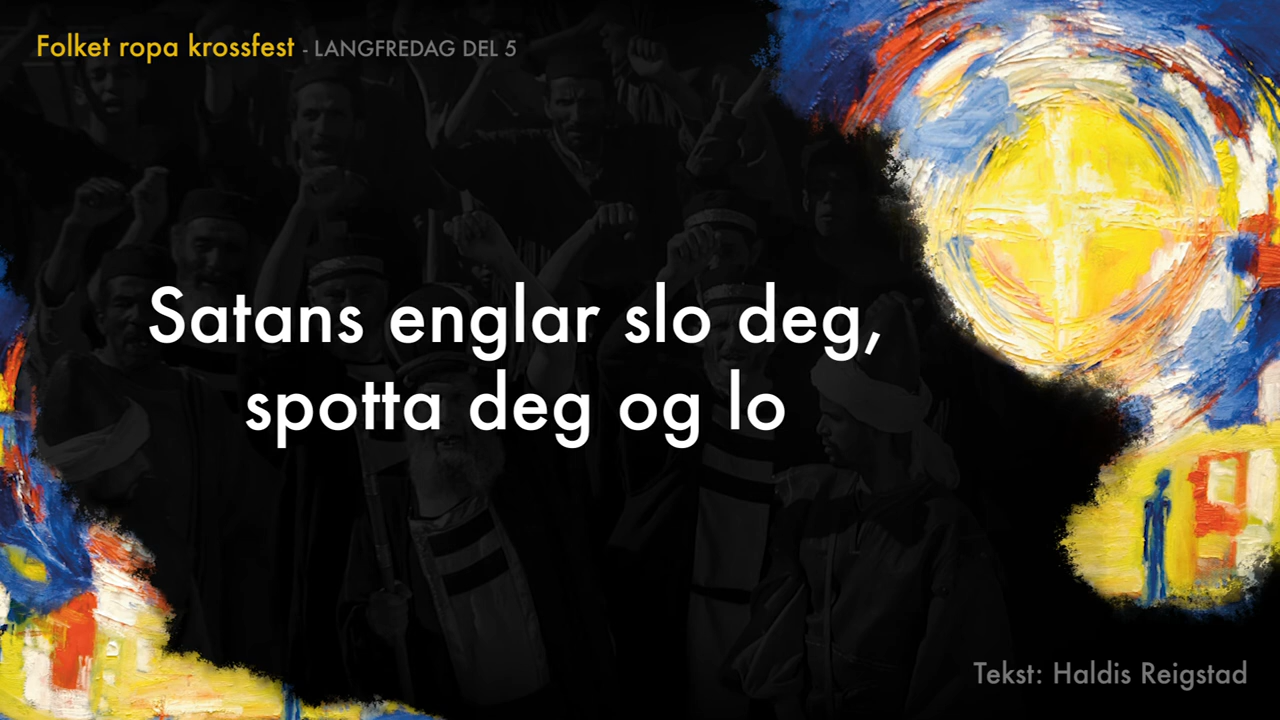 Folket ropa krossfest - LANGFREDAG DEL 5
Satans englar slo deg,
spotta deg og lo
Tekst: Haldis Reigstad